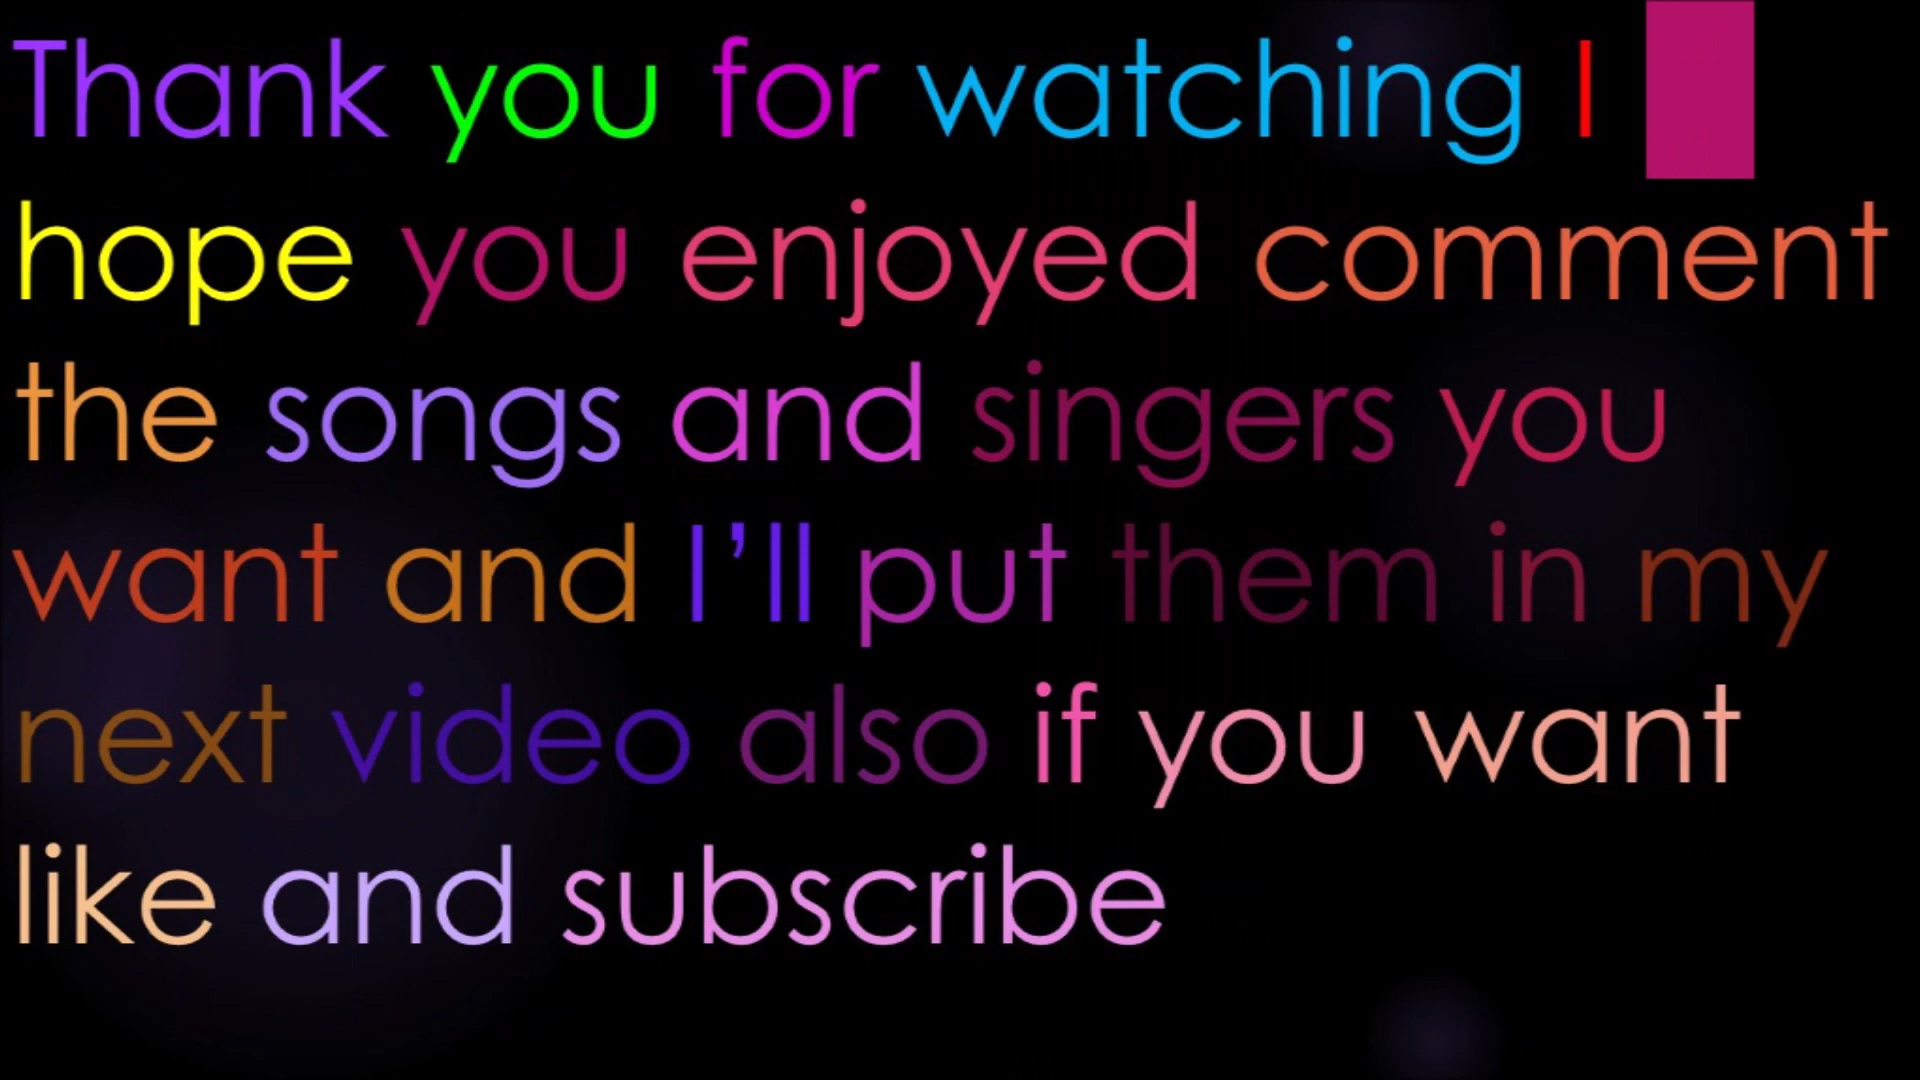 Thank you for watching I
hope you enjoyed comment
the songs and singers you
want and I’ll put them in my
next video also if you want
like and subscribe